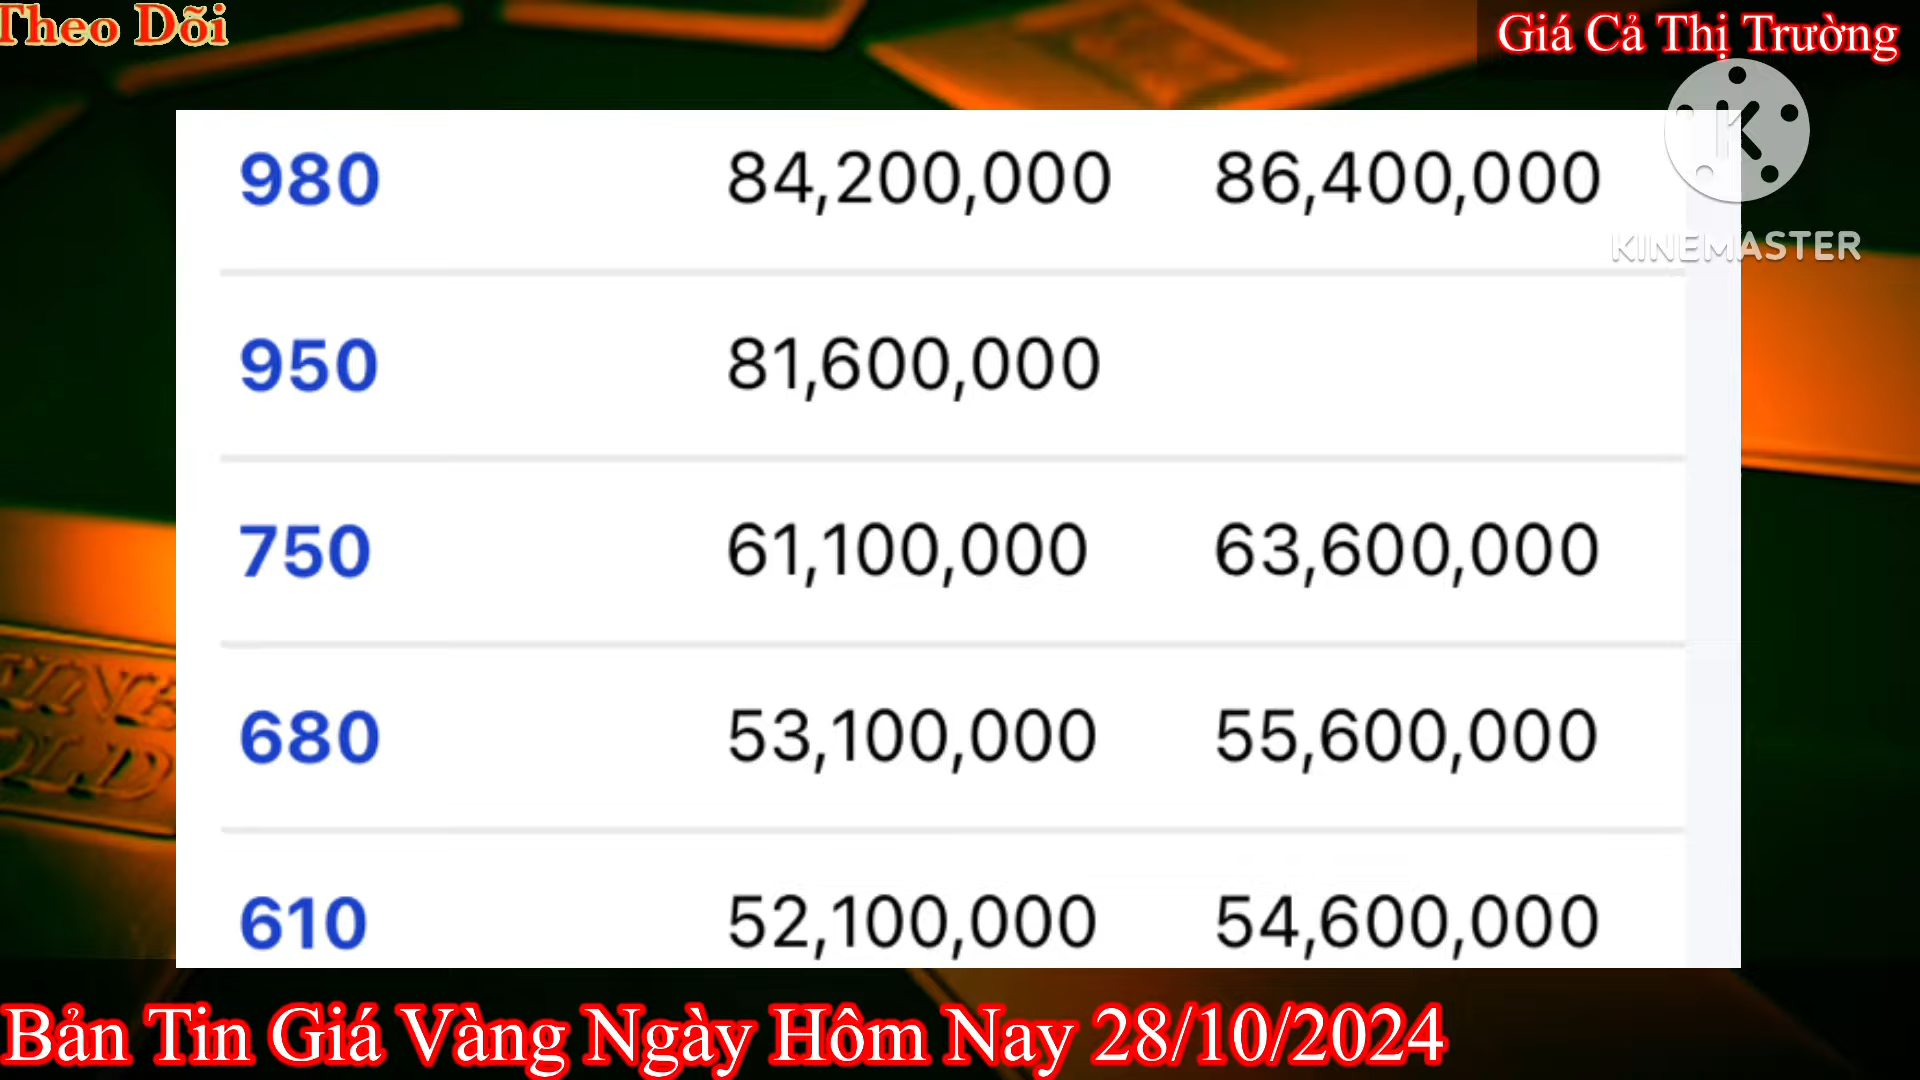 Theo Dõi
Giá Cả Thị Trường
KINEMASTER
980 84,200,000 86,400,000
950 81,600,000
750 61,100,000 63,600,000
680 53,100,000 55,600,000
610 52,100,000 54,600,000
Bản Tin Giá Vàng Ngày Hôm Nay 28/10/2024